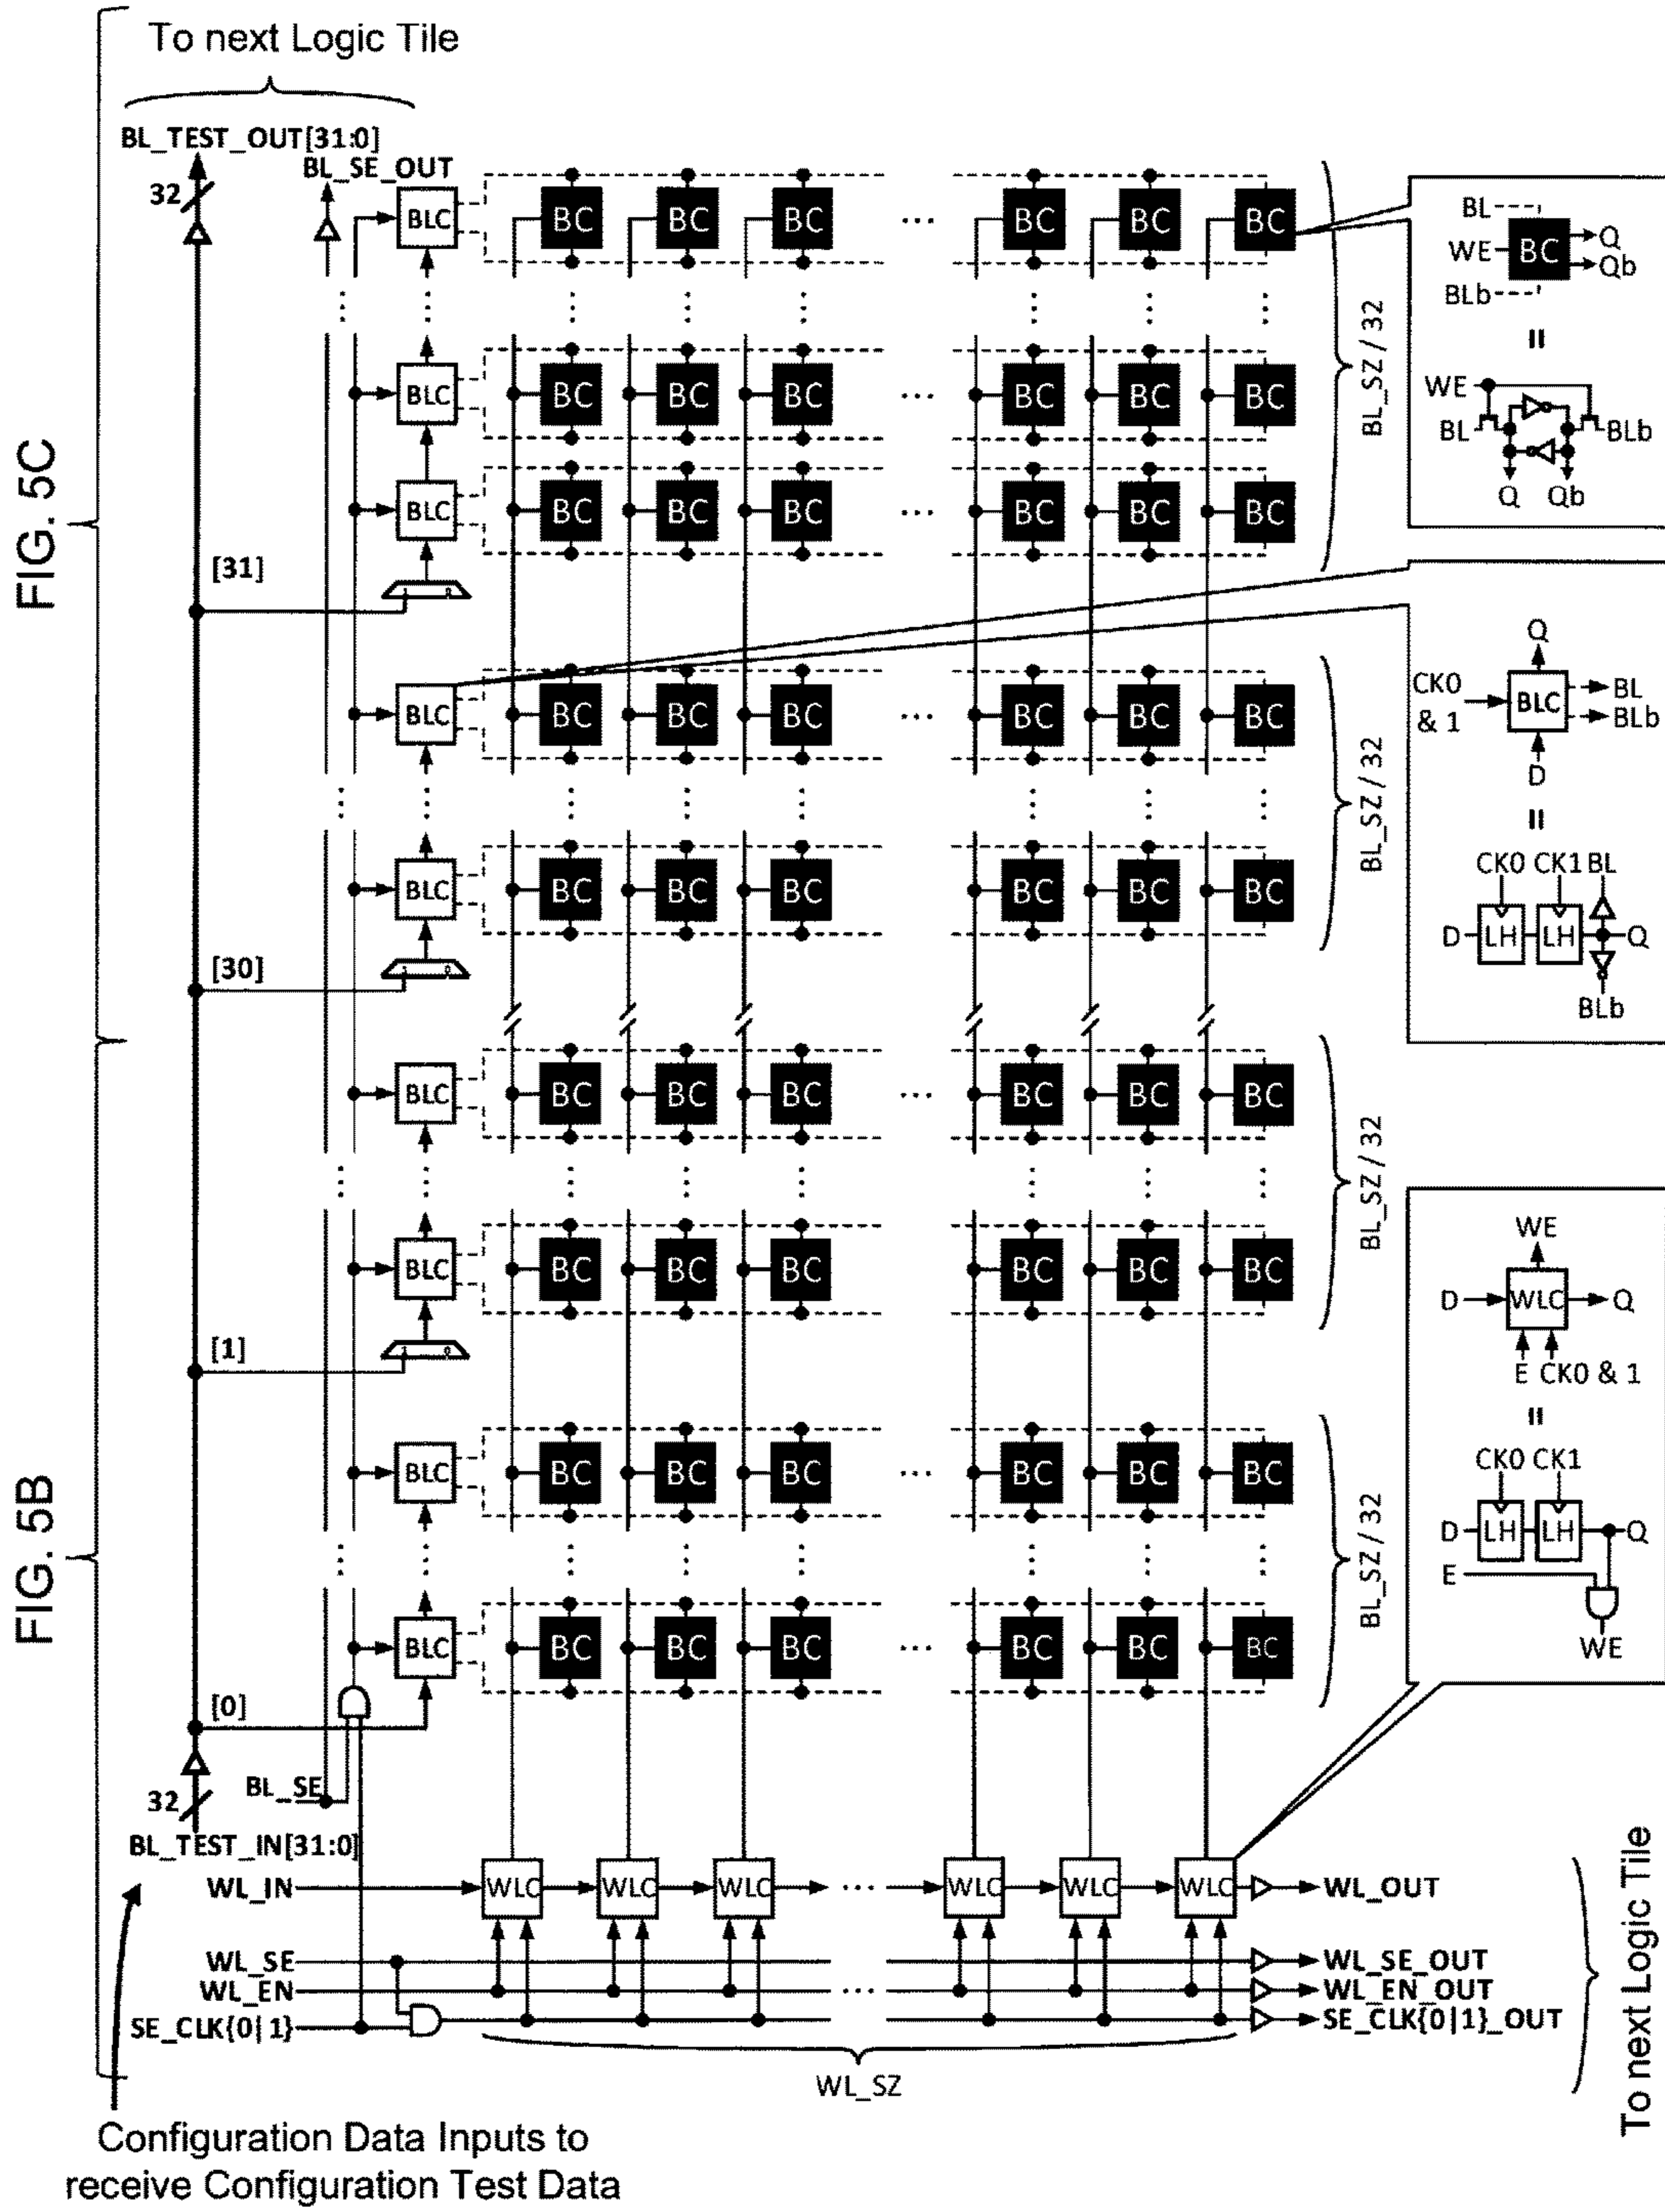 To next Logic Tile
BL_TEST_OUT[31:0]
BL_SE_OUT
32
BLC BC BC BC ... BC BC BC
BL
WE BC Q
Qb
BLb
=
BLC BC BC BC ... BC BC BC
BL_SZ / 32
WE
BL BLb
Q Qb
BLC BC BC BC ... BC BC BC
FIG. 5C
[31]
1 0
BLC BC BC BC ... BC BC BC
Q
CK0 & 1
BLC BL
BLb
D
=
BL_SZ / 32
BLC BC BC BC ... BC BC BC
CK0 CK1 BL
D LH LH Q
BLb
[30]
1 0
BLC BC BC BC ... BC BC BC
BL_SZ / 32
BLC BC BC BC ... BC BC BC
WE
D WLC Q
E CK0 & 1
=
[1]
1 0
BLC BC BC BC ... BC BC BC
CK0 CK1
D LH LH Q
E
WE
FIG. 5B
BL_SZ / 32
BLC BC BC BC ... BC BC BC
[0]
BL_SE
32
BL_TEST_IN[31:0]
WL_IN WLC WLC WLC ... WLC WLC WLC WL_OUT
WL_SE WL_SE_OUT
WL_EN ... WL_EN_OUT
SE_CLK{0|1} SE_CLK{0|1}_OUT
WL_SZ
To next Logic Tile
Configuration Data Inputs to
receive Configuration Test Data